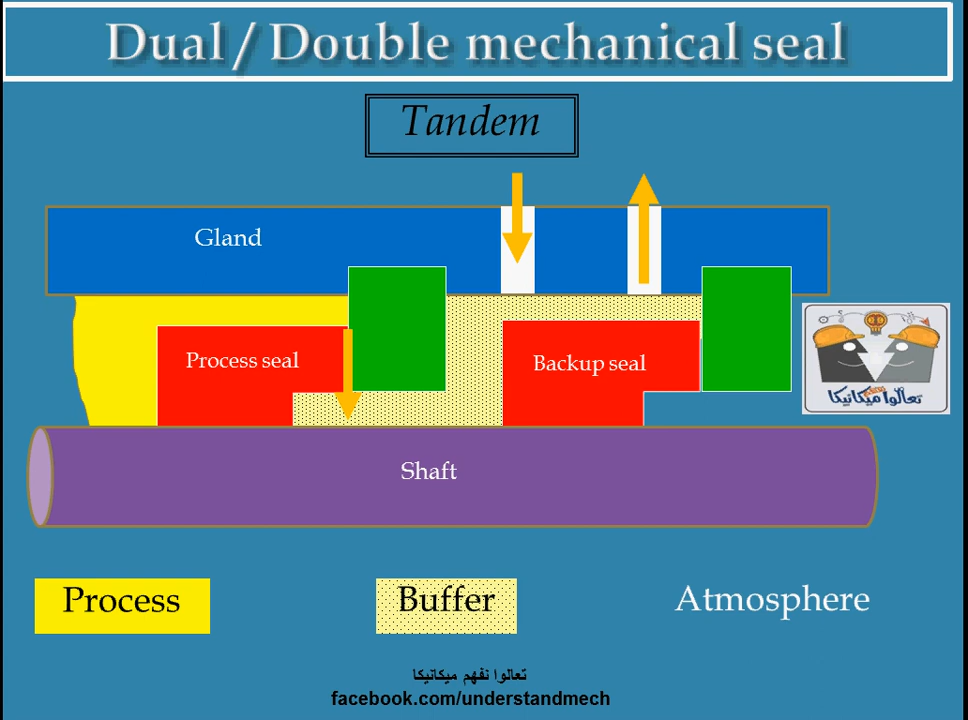 Dual / Double mechanical seal
Tandem
Gland
Process seal
Backup seal
تعالوا ميكانيكا
Shaft
Process
Buffer
Atmosphere
تعالوا نفهم ميكانيكا
facebook.com/understandmech